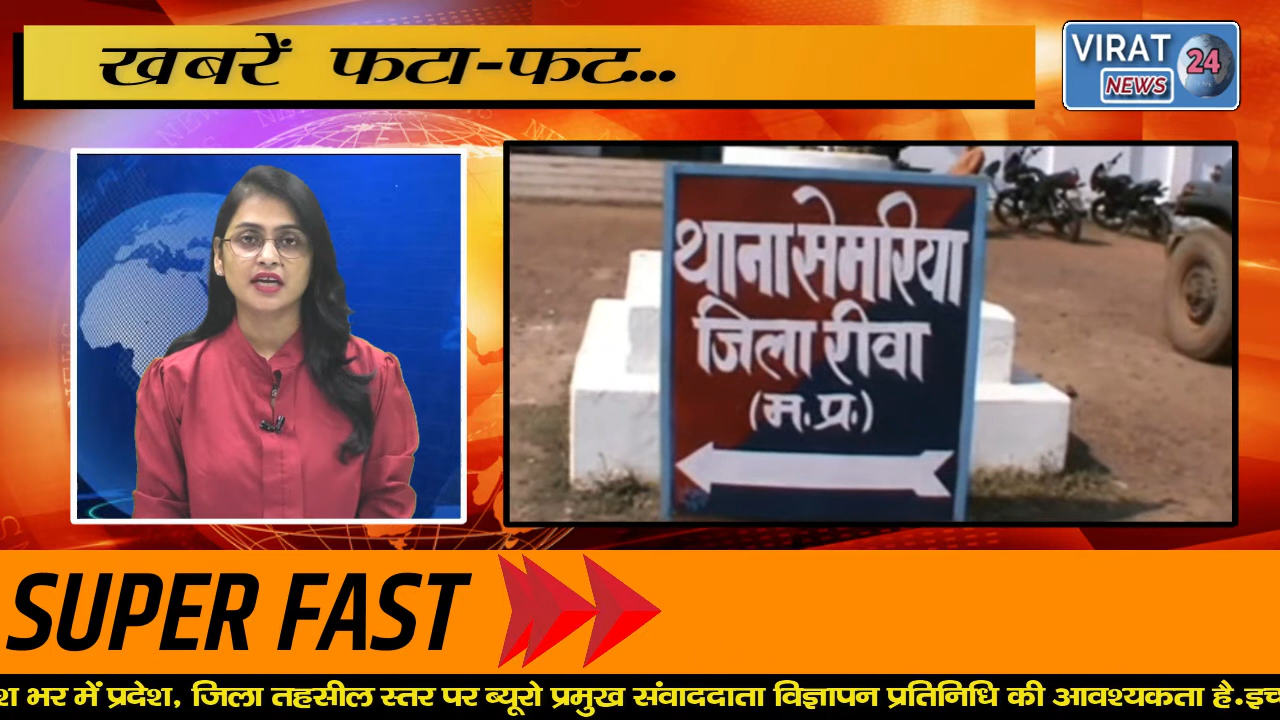 खबरें फटा-फट...
VIRAT
24
NEWS
थाना सेमरिया
जिला रीवा
(म.प्र.)
SUPER FAST
भर में प्रदेश, जिला तहसील स्तर पर ब्यूरो प्रमुख संवाददाता विज्ञापन प्रतिनिधि की आवश्यकता है.